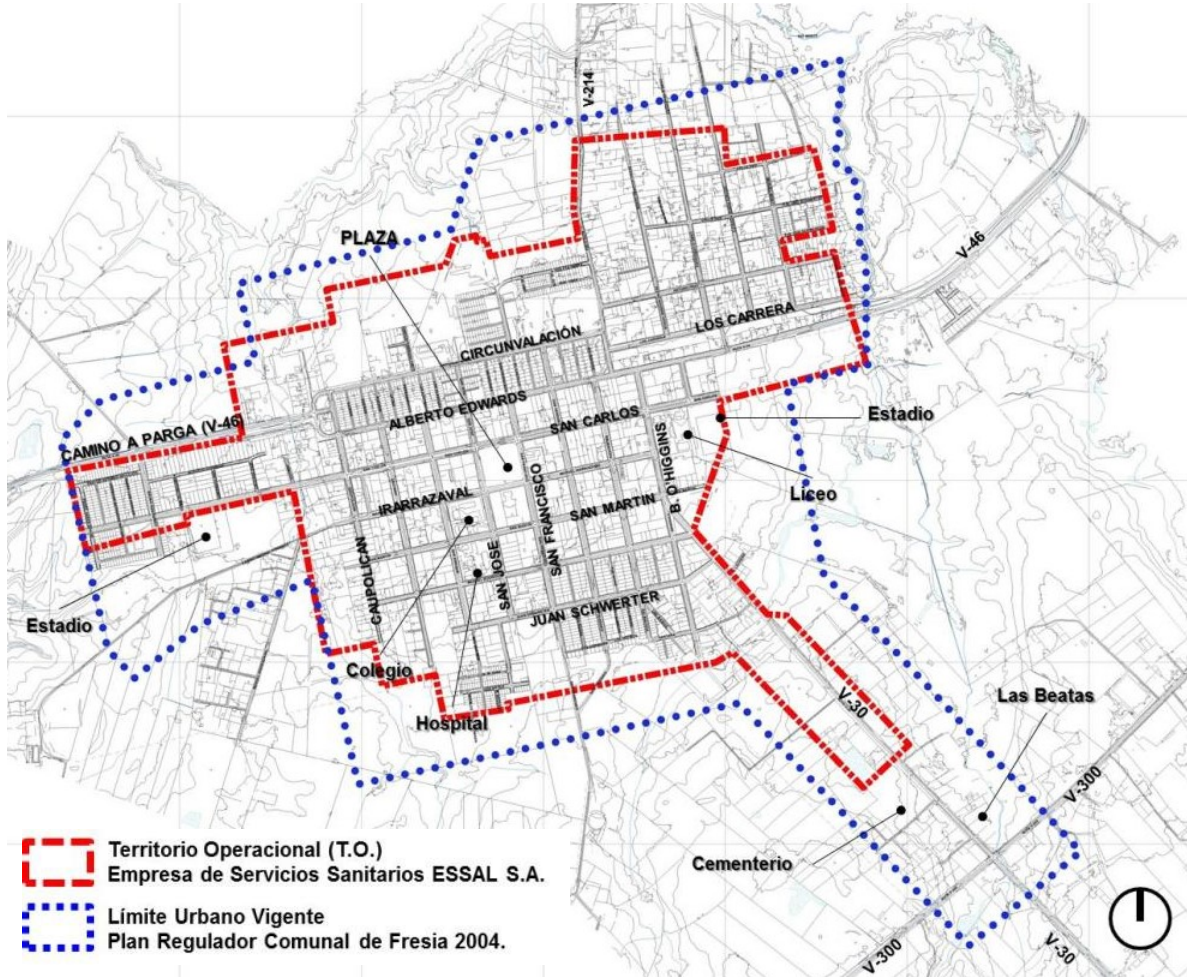 V-214
PLAZA
V-46
LOS CARRERA
CIRCUNVALACIÓN
ALBERTO EDWARDS
SAN CARLOS
Estadio
CAMINO A PARGA (V-46)
B. O'HIGGINS
Liceo
IRARRAZAVAL
SAN FRANCISCO
SAN MARTIN
CAUPOLICAN
SAN JOSE
JUAN SCHWERTER
Estadio
Colegio
Hospital
V-30
Las Beatas
V-300
Cementerio
V-300
V-30
Territorio Operacional (T.O.)
Empresa de Servicios Sanitarios ESSAL S.A.
Límite Urbano Vigente
Plan Regulador Comunal de Fresia 2004.